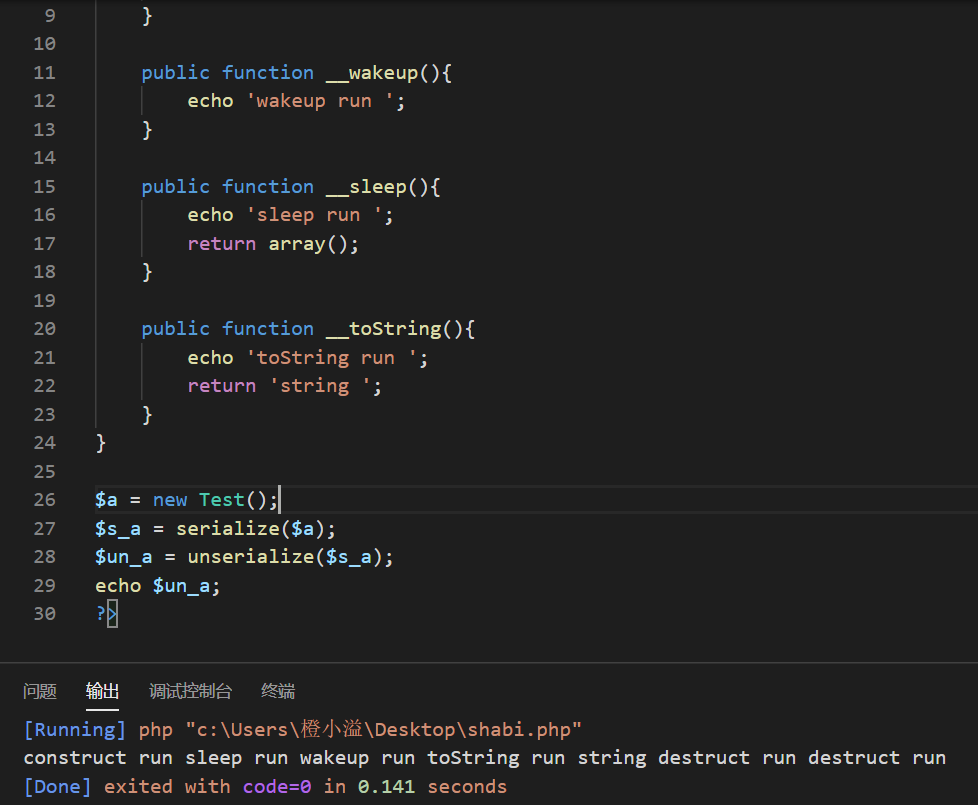 9 }
10
11 public function __wakeup(){
12 echo 'wakeup run ';
13 }
14
15 public function __sleep(){
16 echo 'sleep run ';
17 return array();
18 }
19
20 public function __toString(){
21 echo 'toString run ';
22 return 'string ';
23 }
24 }
25
26 $a = new Test();
27 $s_a = serialize($a);
28 $un_a = unserialize($s_a);
29 echo $un_a;
30 ?>
问题 输出 调试控制台 终端
[Running] php "c:\Users\橙小溢\Desktop\shabi.php"
construct run sleep run wakeup run toString run string destruct run destruct run
[Done] exited with code=0 in 0.141 seconds